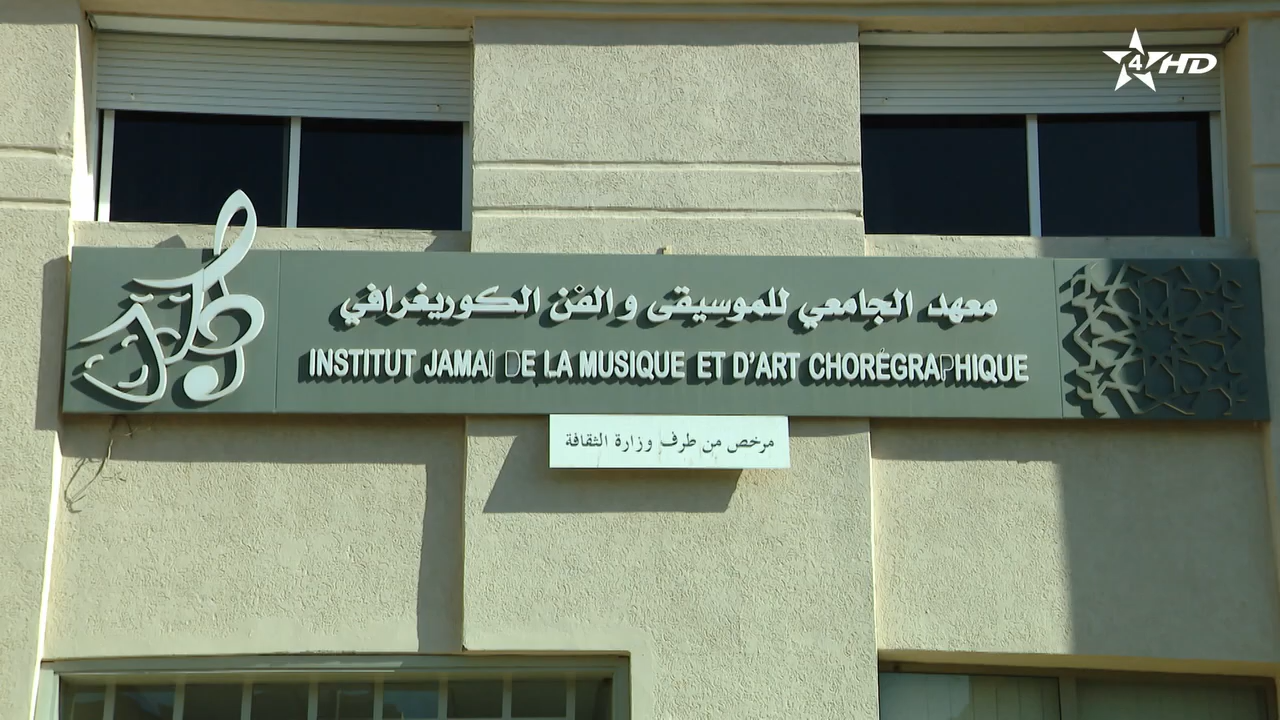 4 HD
معهد الجامعي للموسيقى والفن الكوريغرافي
INSTITUT JAMAI DE LA MUSIQUE ET D'ART CHORÉGRAPHIQUE
مرخص من طرف وزارة الثقافة